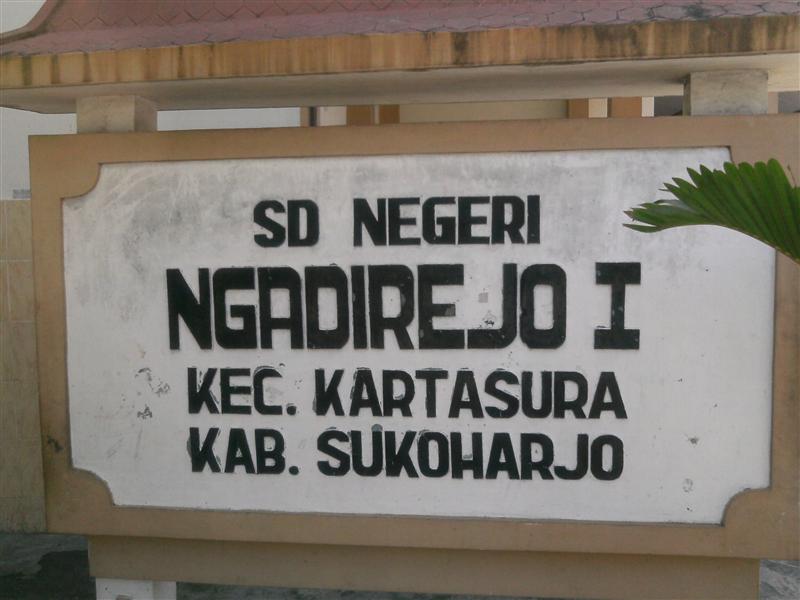 SD NEGERI
NGADIREJO I
KEC. KARTASURA
KAB. SUKOHARJO